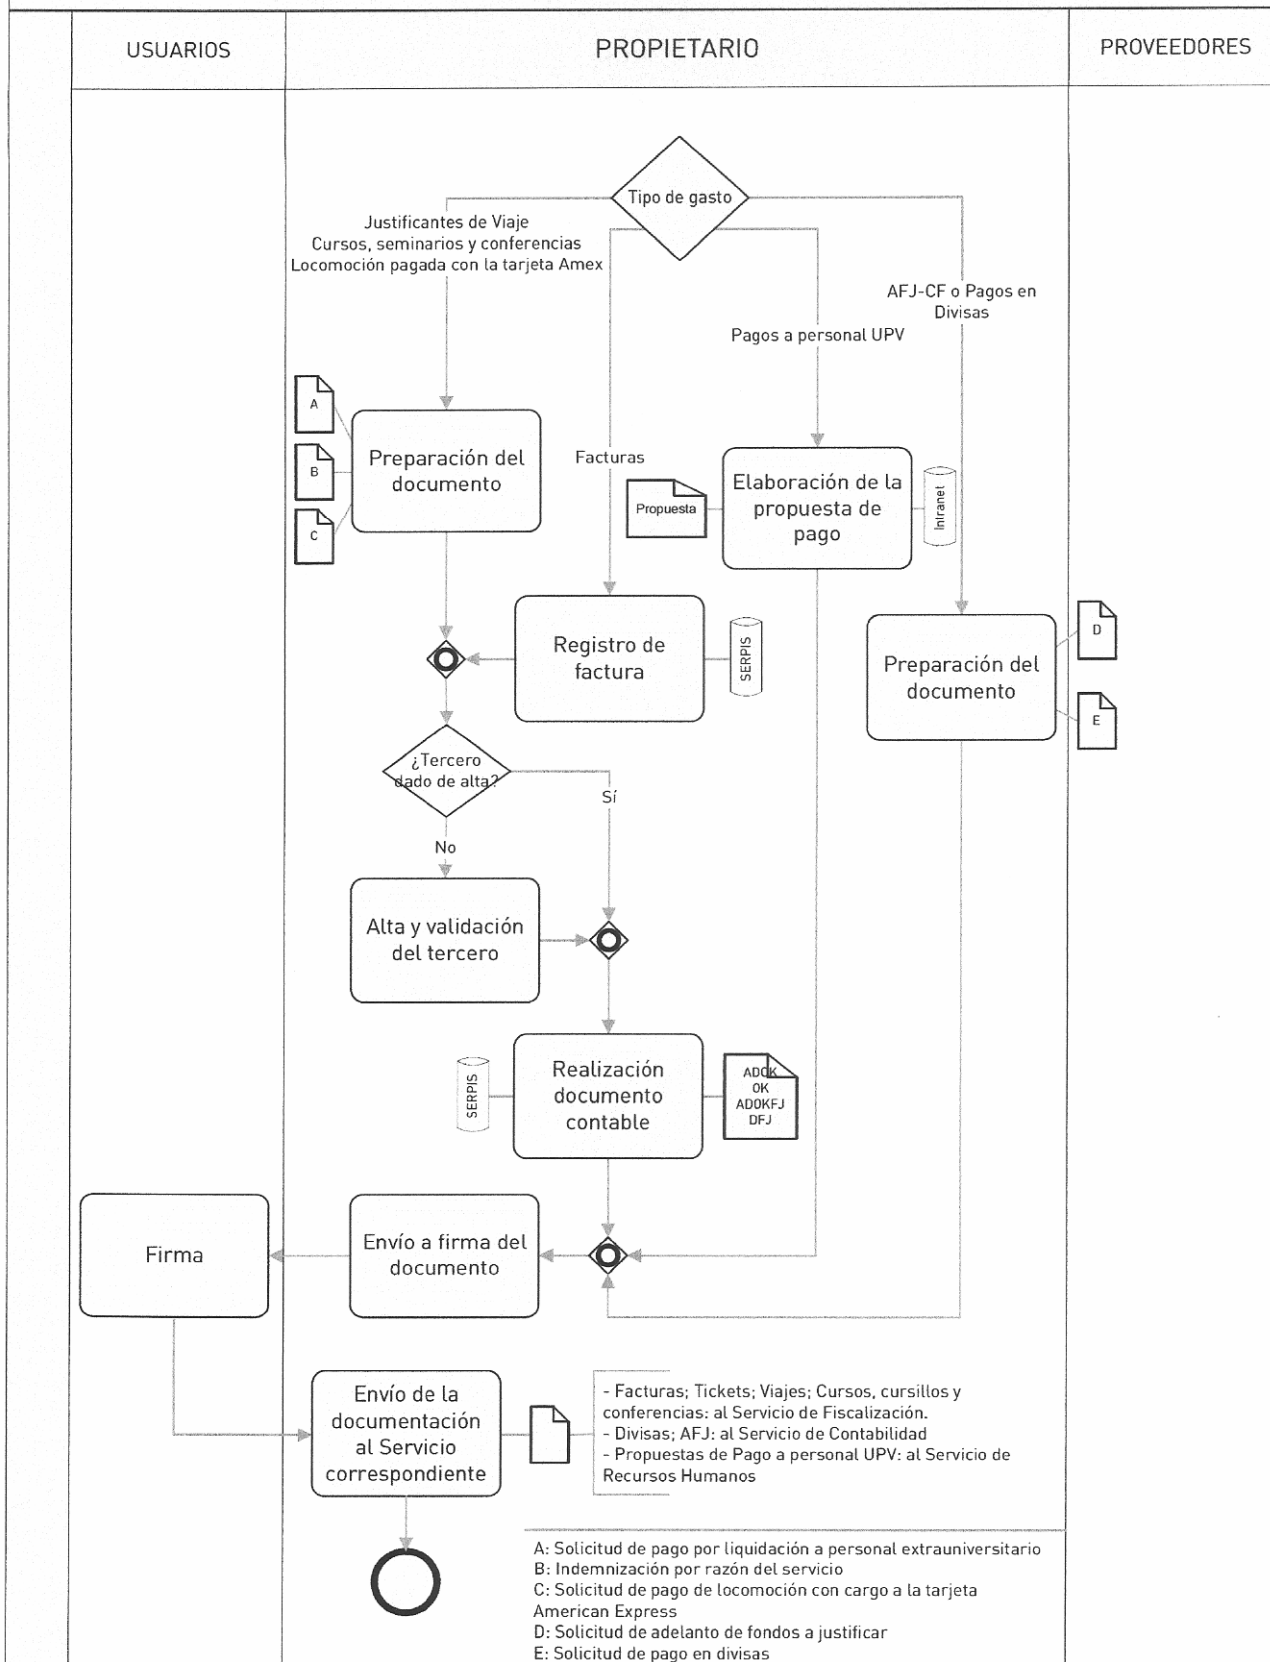 USUARIOS
PROPIETARIO
PROVEEDORES
Tipo de gasto
Justificantes de Viaje
Cursos, seminarios y conferencias
Locomoción pagada con la tarjeta Amex
AFJ-CF o Pagos en
Divisas
Pagos a personal UPV
A
B
C
Preparación del
documento
Facturas
Propuesta
Elaboración de la
propuesta de
pago
Intranet
Registro de
factura
SERPIS
Preparación del
documento
D
E
¿Tercero
dado de alta?
Sí
No
Alta y validación
del tercero
SERPIS
Realización
documento
contable
ADOK
OK
ADOKFJ
DFJ
Firma
Envío a firma del
documento
Envío de la
documentación
al Servicio
correspondiente
- Facturas; Tickets; Viajes; Cursos, cursillos y
conferencias: al Servicio de Fiscalización.
- Divisas; AFJ: al Servicio de Contabilidad
- Propuestas de Pago a personal UPV: al Servicio de
Recursos Humanos
A: Solicitud de pago por liquidación a personal extrauniversitario
B: Indemnización por razón del servicio
C: Solicitud de pago de locomoción con cargo a la tarjeta
American Express
D: Solicitud de adelanto de fondos a justificar
E: Solicitud de pago en divisas